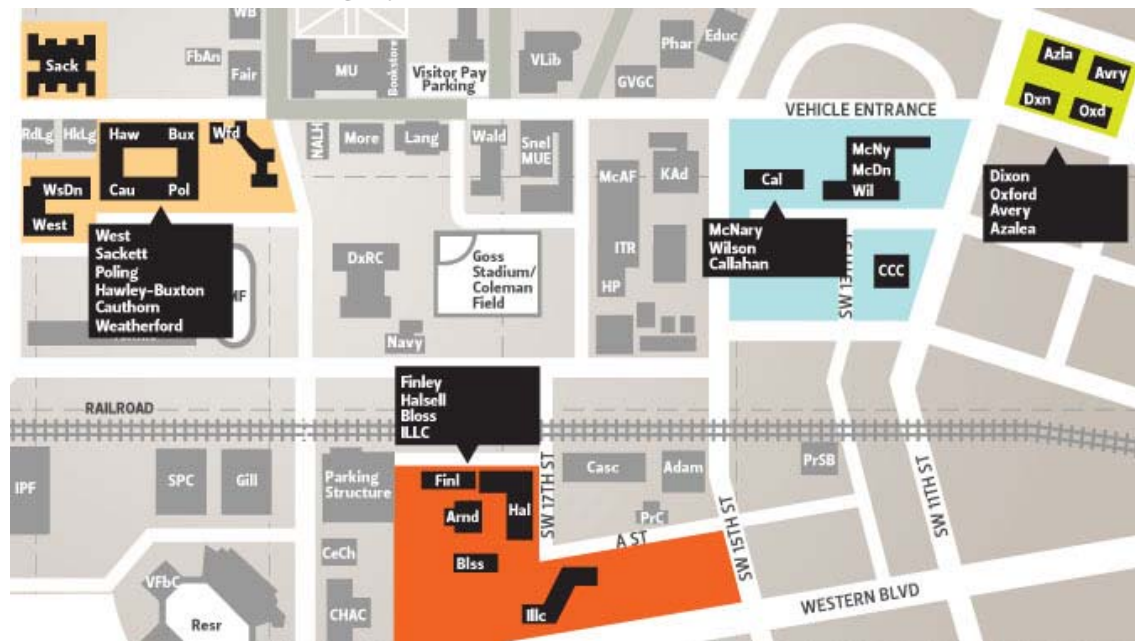 WB
Sack
FbAn
Fair
MU
Bookstore
Visitor Pay
Parking
VLib
Phar
Educ
GVGC
Azla
Avry
Dxn
Oxd
VEHICLE ENTRANCE
RdLg
HkLg
Haw
Bux
Wfd
NALH
More
Lang
Wald
Snel
MUE
McAF
KAd
McNy
McDn
Wil
Cal
WsDn
Cau
Pol
West
Dixon
Oxford
Avery
Azalea
West
Sackett
Poling
Hawley-Buxton
Cauthorn
Weatherford
McNary
Wilson
Callahan
DxRC
Goss
Stadium/
Coleman
Field
ITR
HP
CCC
SW 13TH ST
Navy
Finley
Halsell
Bloss
ILLC
RAILROAD
IPF
SPC
Gill
Parking
Structure
Finl
Hal
Arnd
SW 17TH ST
Casc
Adam
PrSB
SW 11TH ST
PrC
A ST
SW 15TH ST
CeCh
Blss
VFbC
Resr
CHAC
Illc
WESTERN BLVD